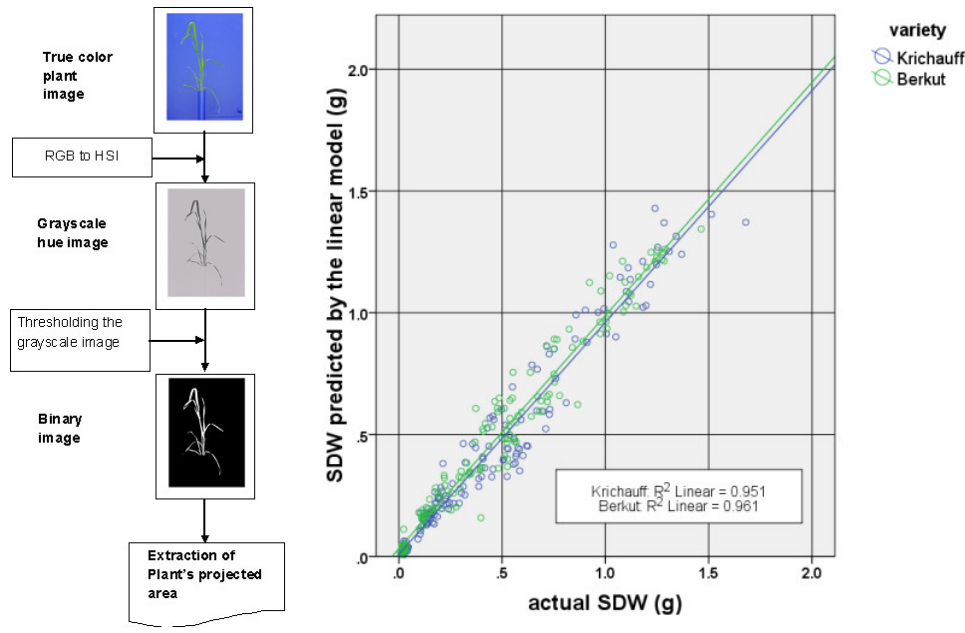 True color
plant
image
RGB to HSI
Grayscale
hue image
Thresholding the
grayscale image
Binary
image
Extraction of
Plant's projected
area
SDW predicted by the linear model (g)
2.0
1.5
1.0
.5
.0
.0 .5 1.0 1.5 2.0
actual SDW (g)
Krichauff: R² Linear = 0.951
Berkut: R² Linear = 0.961
variety
Krichauff
Berkut